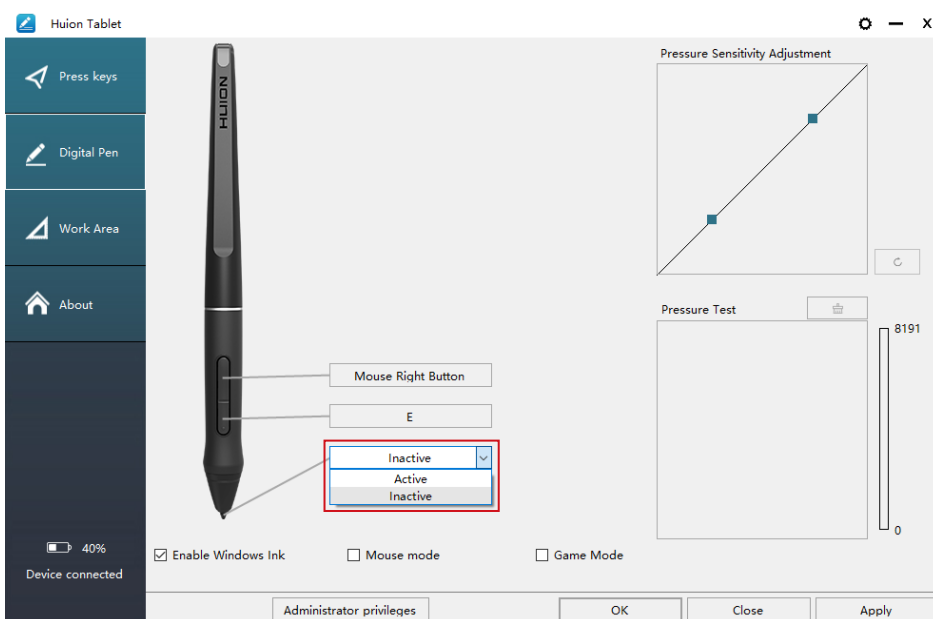 Huion Tablet
Press keys
Digital Pen
Work Area
About
40%
Device connected
HUION
Mouse Right Button
E
Inactive
Active
Inactive
Enable Windows Ink
Mouse mode
Game Mode
Pressure Sensitivity Adjustment
Pressure Test
8191
0
Administrator privileges
OK
Close
Apply